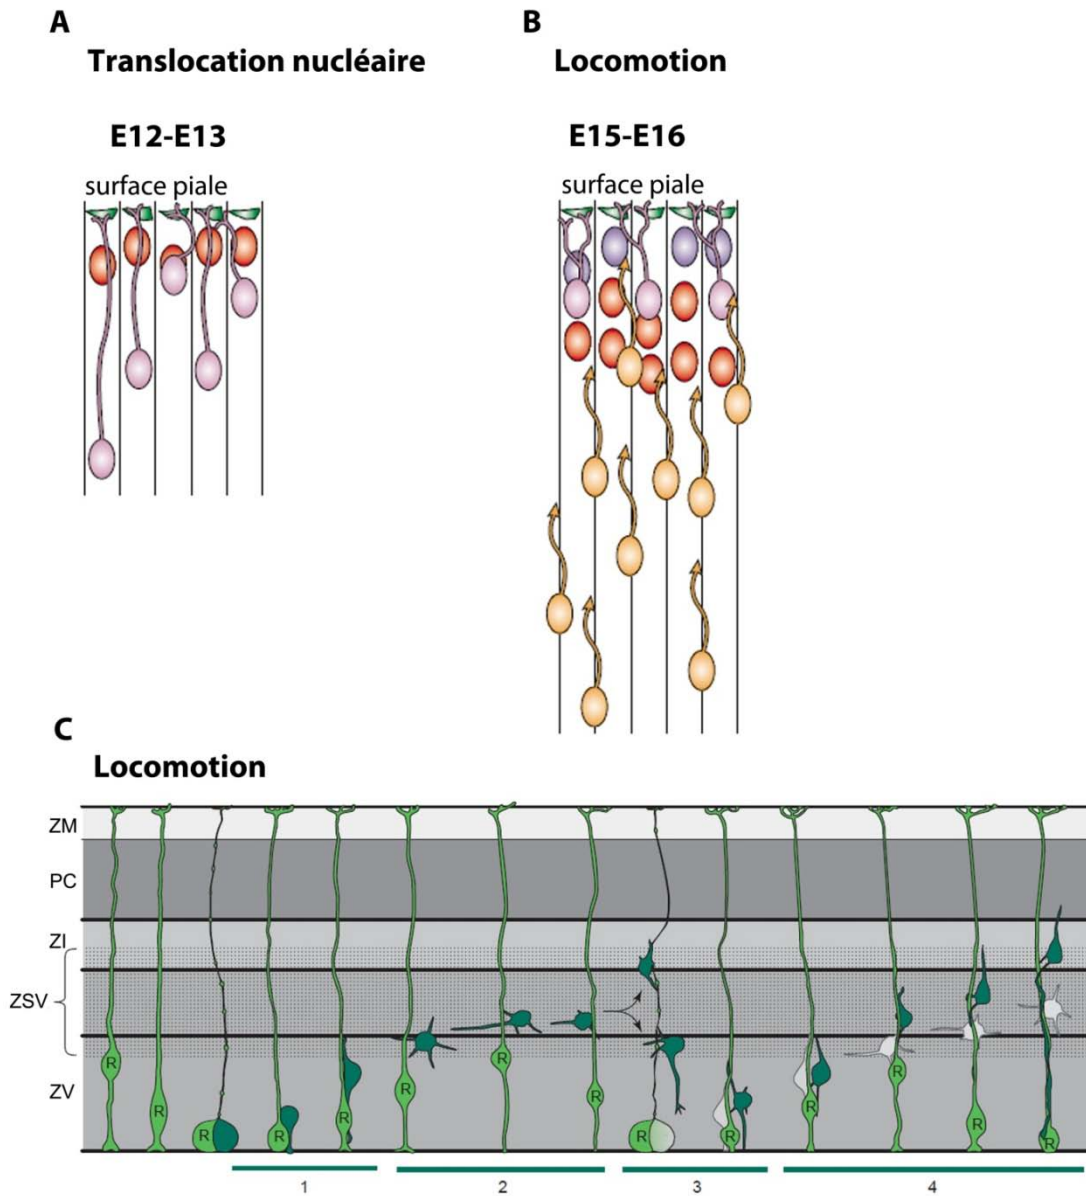 A
B
Translocation nucléaire
Locomotion
E12-E13
E15-E16
surface piale
surface piale
C
Locomotion
ZM
PC
ZI
ZSV
ZV
R
R
R
R
R
R
R
R
R
R
R
R
R
R
1
2
3
4